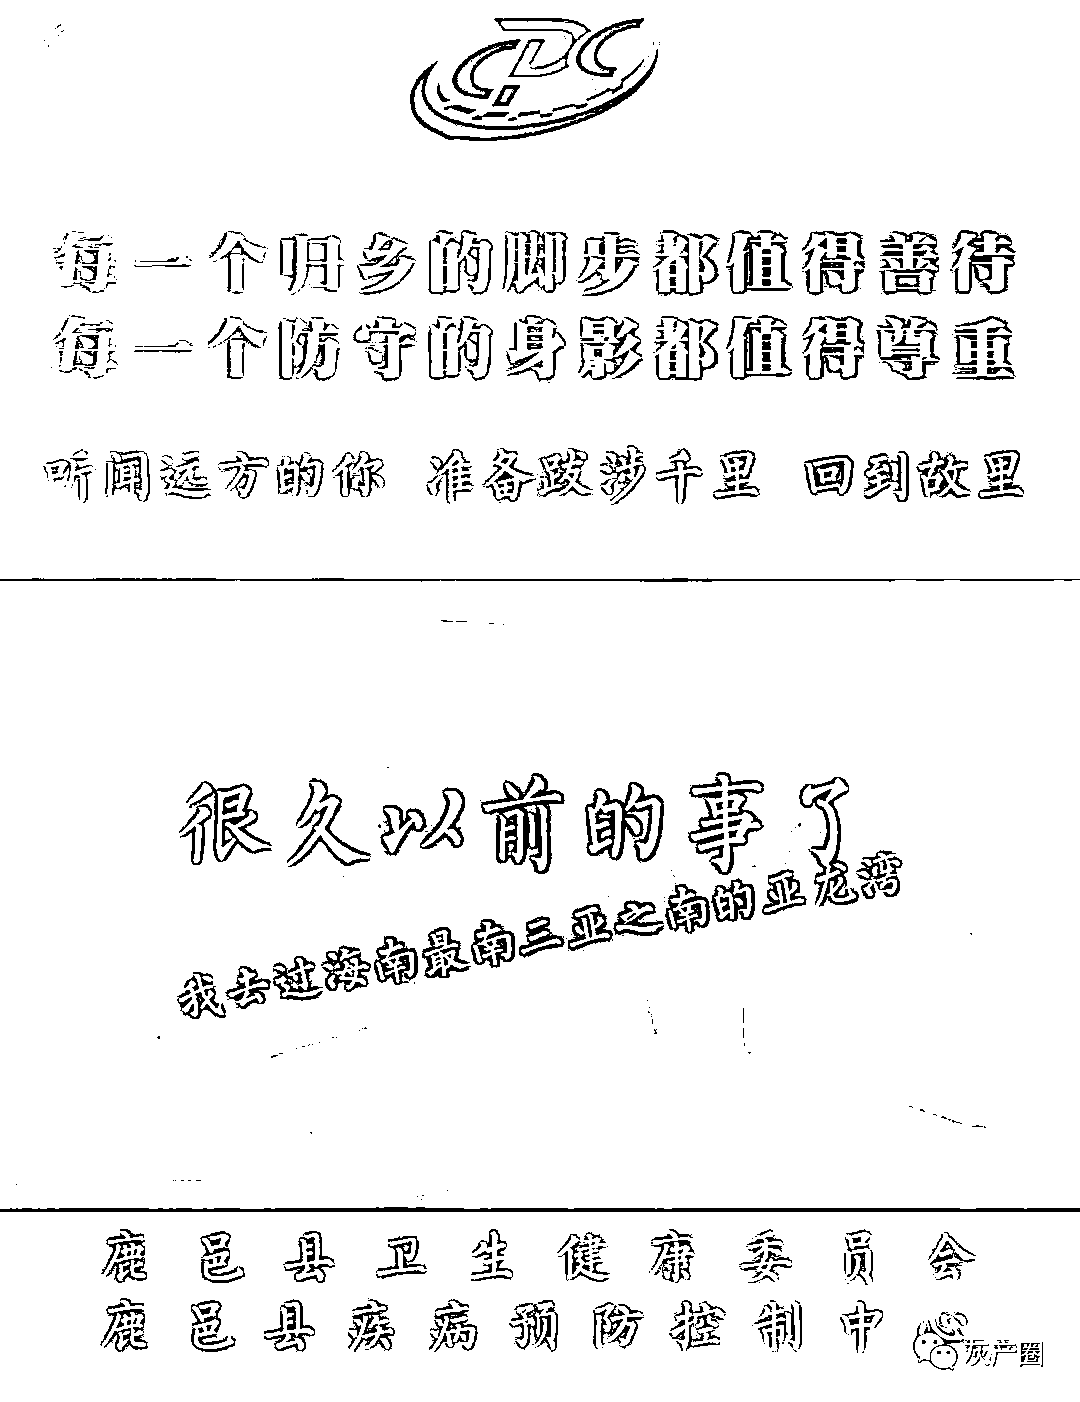 CDC
每一个归乡的脚步都值得善待
每一个防守的身影都值得尊重
听闻远方的你 准备跋涉千里 回到故里
很久以前的事了
我去过海南最南三亚之南的亚龙湾
鹿邑县卫生健康委员会
鹿邑县疾病预防控制中
灰产圈